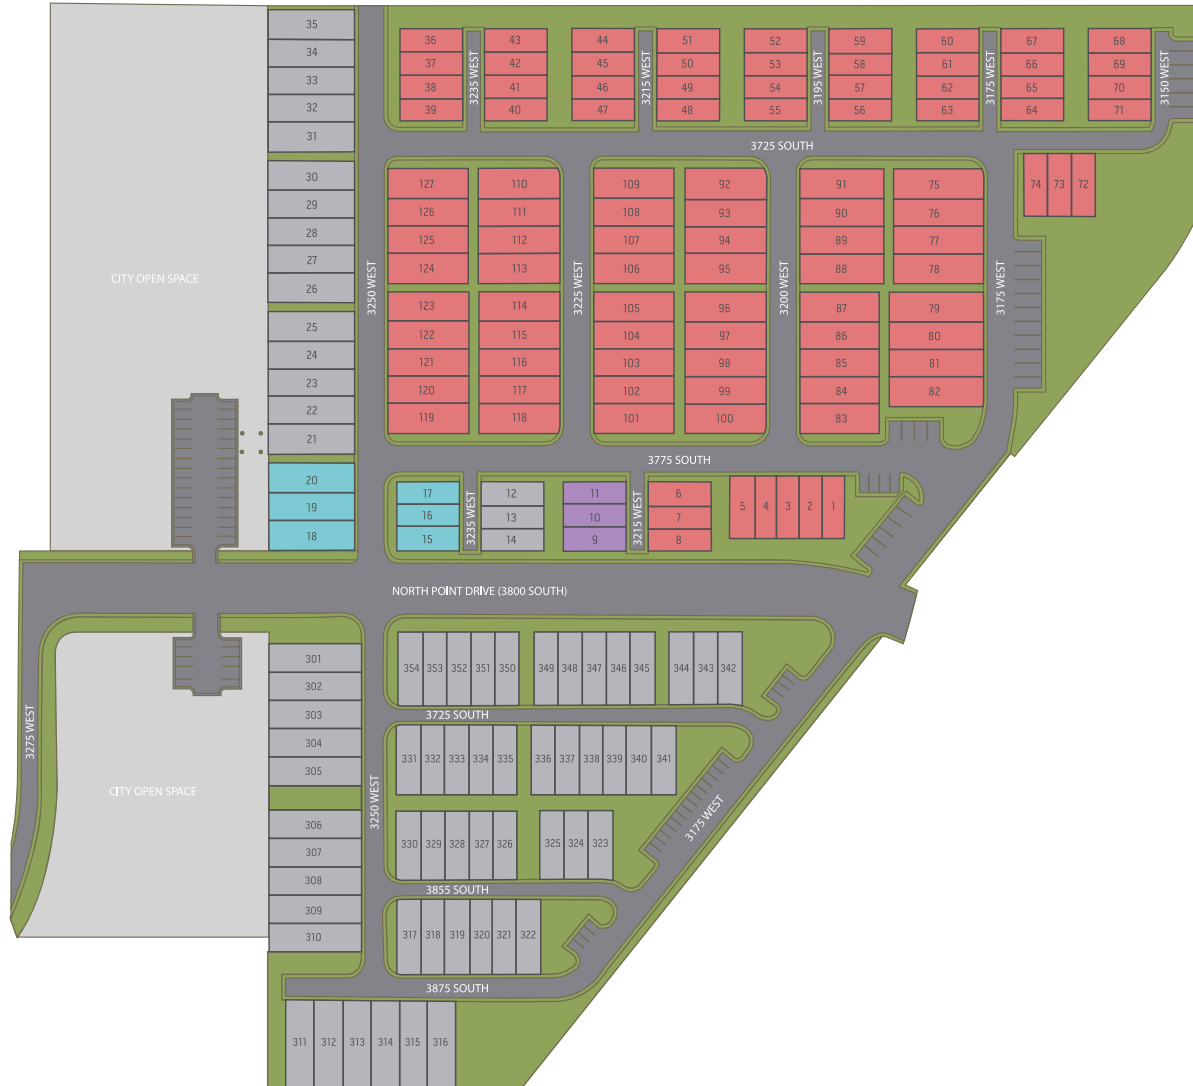 35
34
33
32
31
30
29
28
27
26
25
24
23
22
21
20
19
18
CITY OPEN SPACE
3250 WEST
36 43 44 51 52 59 60 67 68
37 42 45 50 53 58 61 66 69
38 41 46 49 54 57 62 65 70
39 40 47 48 55 56 63 64 71
3235 WEST
3215 WEST
3195 WEST
3175 WEST
3150 WEST
3725 SOUTH
74 73 72
127 110 109 92 91 75
126 111 108 93 90 76
125 112 107 94 89 77
124 113 106 95 88 78
123 114 105 96 87 79
122 115 104 97 86 80
121 116 103 98 85 81
120 117 102 99 84 82
119 118 101 100 83
3225 WEST
3200 WEST
3175 WEST
3775 SOUTH
17 12 11 6
16 13 10 7
15 14 9 8
5 4 3 2 1
3235 WEST
3215 WEST
NORTH POINT DRIVE (3800 SOUTH)
3275 WEST
CITY OPEN SPACE
301
302
303
304
305
306
307
308
309
310
3250 WEST
354 353 352 351 350 349 348 347 346 345 344 343 342
3725 SOUTH
331 332 333 334 335 336 337 338 339 340 341
3175 WEST
330 329 328 327 326 325 324 323
3855 SOUTH
317 318 319 320 321 322
3875 SOUTH
311 312 313 314 315 316